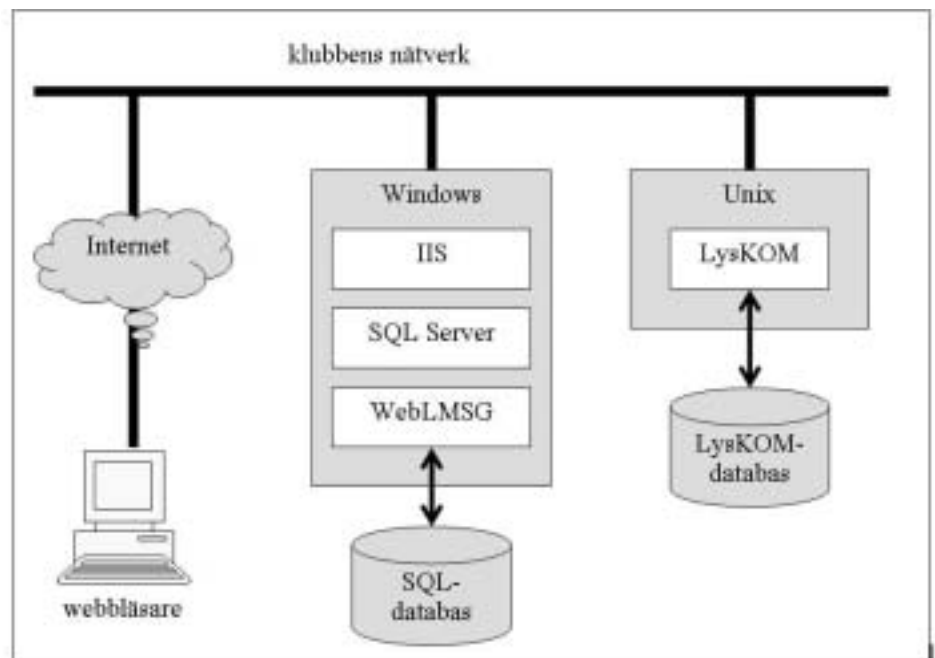 klubbens nätverk
Internet
webbläsare
Windows
IIS
SQL Server
WebLMSG
SQL-
databas
Unix
LysKOM
LysKOM-
databas